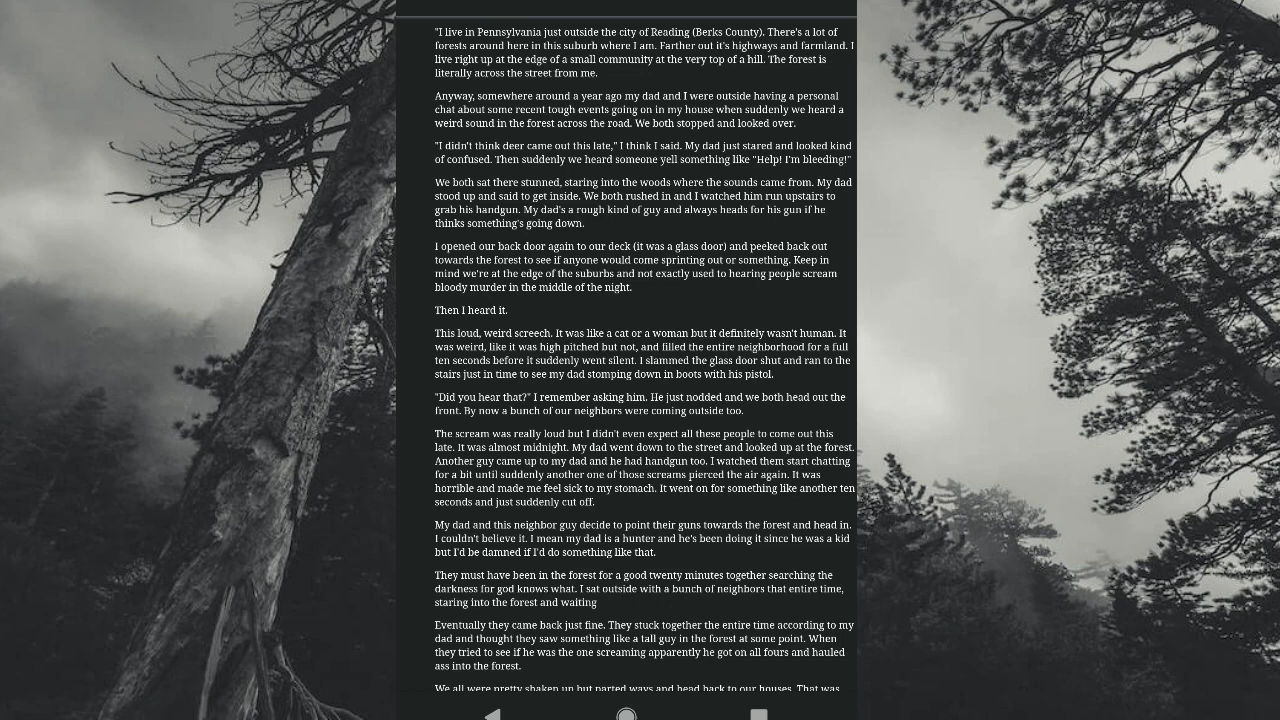 "I live in Pennsylvania just outside the city of Reading (Berks County). There's a lot of
forests around here in this suburb where I am. Farther out it's highways and farmland. I
live right up at the edge of a small community at the very top of a hill. The forest is
literally across the street from me.
Anyway, somewhere around a year ago my dad and I were outside having a personal
chat about some recent tough events going on in my house when suddenly we heard a
weird sound in the forest across the road. We both stopped and looked over.
"I didn't think deer came out this late," I think I said. My dad just stared and looked kind
of confused. Then suddenly we heard someone yell something like "Help! I'm bleeding!"
We both sat there stunned, staring into the woods where the sounds came from. My dad
stood up and said to get inside. We both rushed in and I watched him run upstairs to
grab his handgun. My dad's a rough kind of guy and always heads for his gun if he
thinks something's going down.
I opened our back door again to our deck (it was a glass door) and peeked back out
towards the forest to see if anyone would come sprinting out or something. Keep in
mind we're at the edge of the suburbs and not exactly used to hearing people scream
bloody murder in the middle of the night.
Then I heard it.
This loud, weird screech. It was like a cat or a woman but it definitely wasn't human. It
was weird, like it was high pitched but not, and filled the entire neighborhood for a full
ten seconds before it suddenly went silent. I slammed the glass door shut and ran to the
stairs just in time to see my dad stomping down in boots with his pistol.
"Did you hear that?" I remember asking him. He just nodded and we both head out the
front. By now a bunch of our neighbors were coming outside too.
The scream was really loud but I didn't even expect all these people to come out this
late. It was almost midnight. My dad went down to the street and looked up at the forest.
Another guy came up to my dad and he had handgun too. I watched them start chatting
for a bit until suddenly another one of those screams pierced the air again. It was
horrible and made me feel sick to my stomach. It went on for something like another ten
seconds and just suddenly cut off.
My dad and this neighbor guy decide to point their guns towards the forest and head in.
I couldn't believe it. I mean my dad is a hunter and he's been doing it since he was a kid
but I'd be damned if I'd do something like that.
They must have been in the forest for a good twenty minutes together searching the
darkness for god knows what. I sat outside with a bunch of neighbors that entire time,
staring into the forest and waiting
Eventually they came back just fine. They stuck together the entire time according to my
dad and thought they saw something like a tall guy in the forest at some point. When
they tried to see if he was the one screaming apparently he got on all fours and hauled
ass into the forest.
We all were pretty shaken up but parted ways and head back to our houses. That was